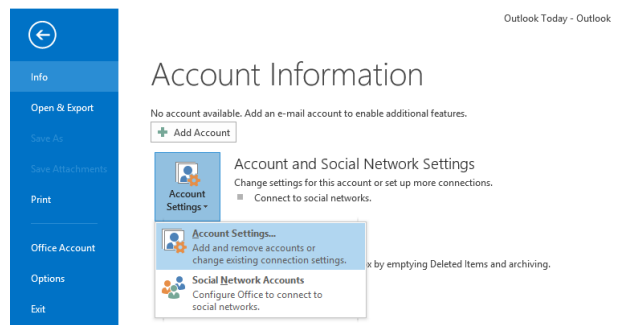 Outlook Today - Outlook
Info
Open & Export
Save As
Save Attachments
Print
Office Account
Options
Exit
Account Information
No account available. Add an e-mail account to enable additional features.
Add Account
Account
Settings
Account and Social Network Settings
Change settings for this account or set up more connections.
Connect to social networks.
Account Settings...
Add and remove accounts or
change existing connection settings.
Social Network Accounts
Configure Office to connect to
social networks.
x by emptying Deleted Items and archiving.